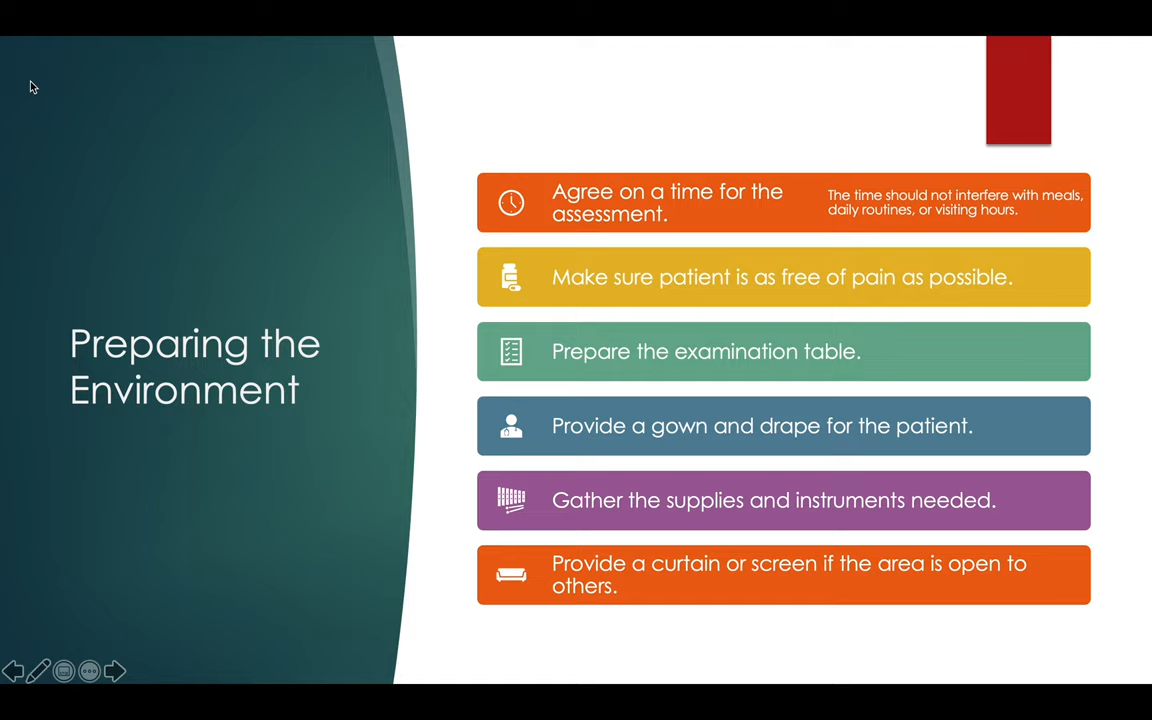 Preparing the
Environment
Agree on a time for the
assessment.
The time should not interfere with meals,
daily routines, or visiting hours.
Make sure patient is as free of pain as possible.
Prepare the examination table.
Provide a gown and drape for the patient.
Gather the supplies and instruments needed.
Provide a curtain or screen if the area is open to
others.